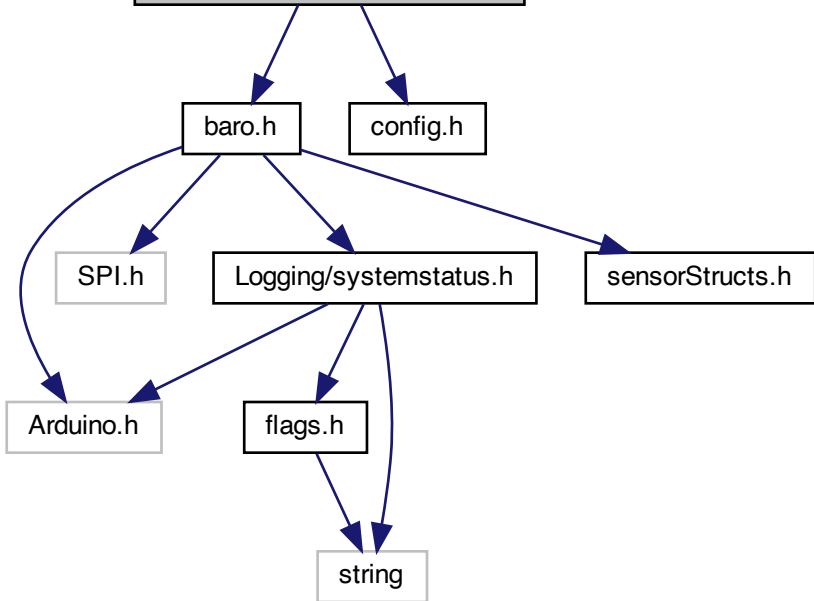 baro.h
config.h
SPI.h
Logging/systemstatus.h
sensorStructs.h
Arduino.h
flags.h
string